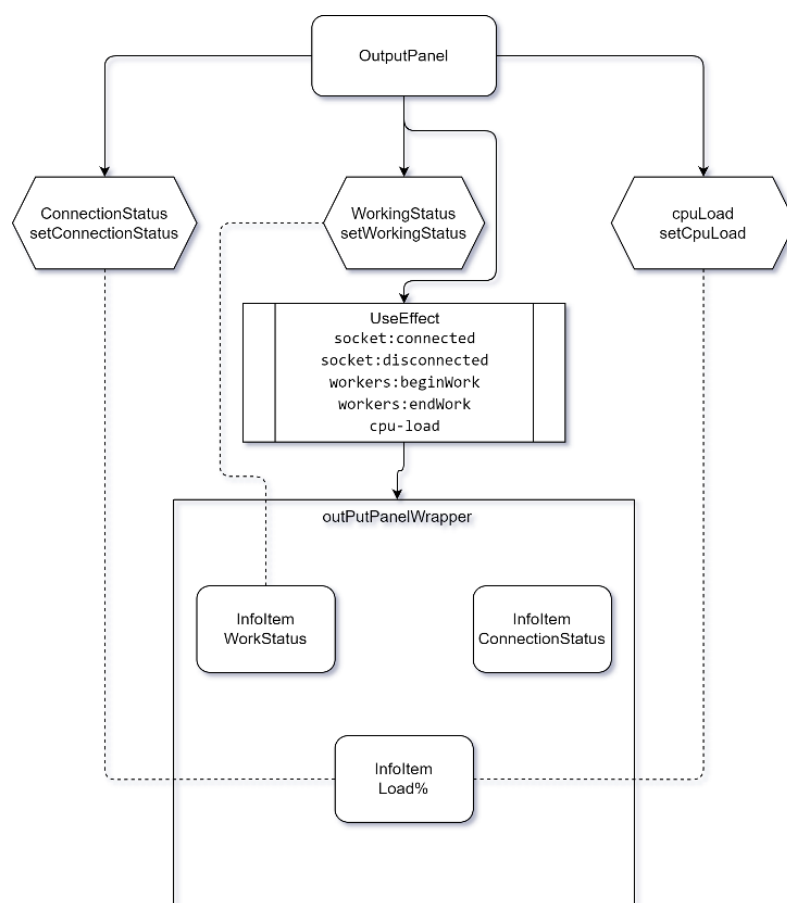 OutputPanel
ConnectionStatus
setConnectionStatus
WorkingStatus
setWorkingStatus
cpuLoad
setCpuLoad
UseEffect
socket:connected
socket:disconnected
workers:beginWork
workers:endWork
cpu-load
outPutPanelWrapper
InfoItem
WorkStatus
InfoItem
ConnectionStatus
InfoItem
Load%